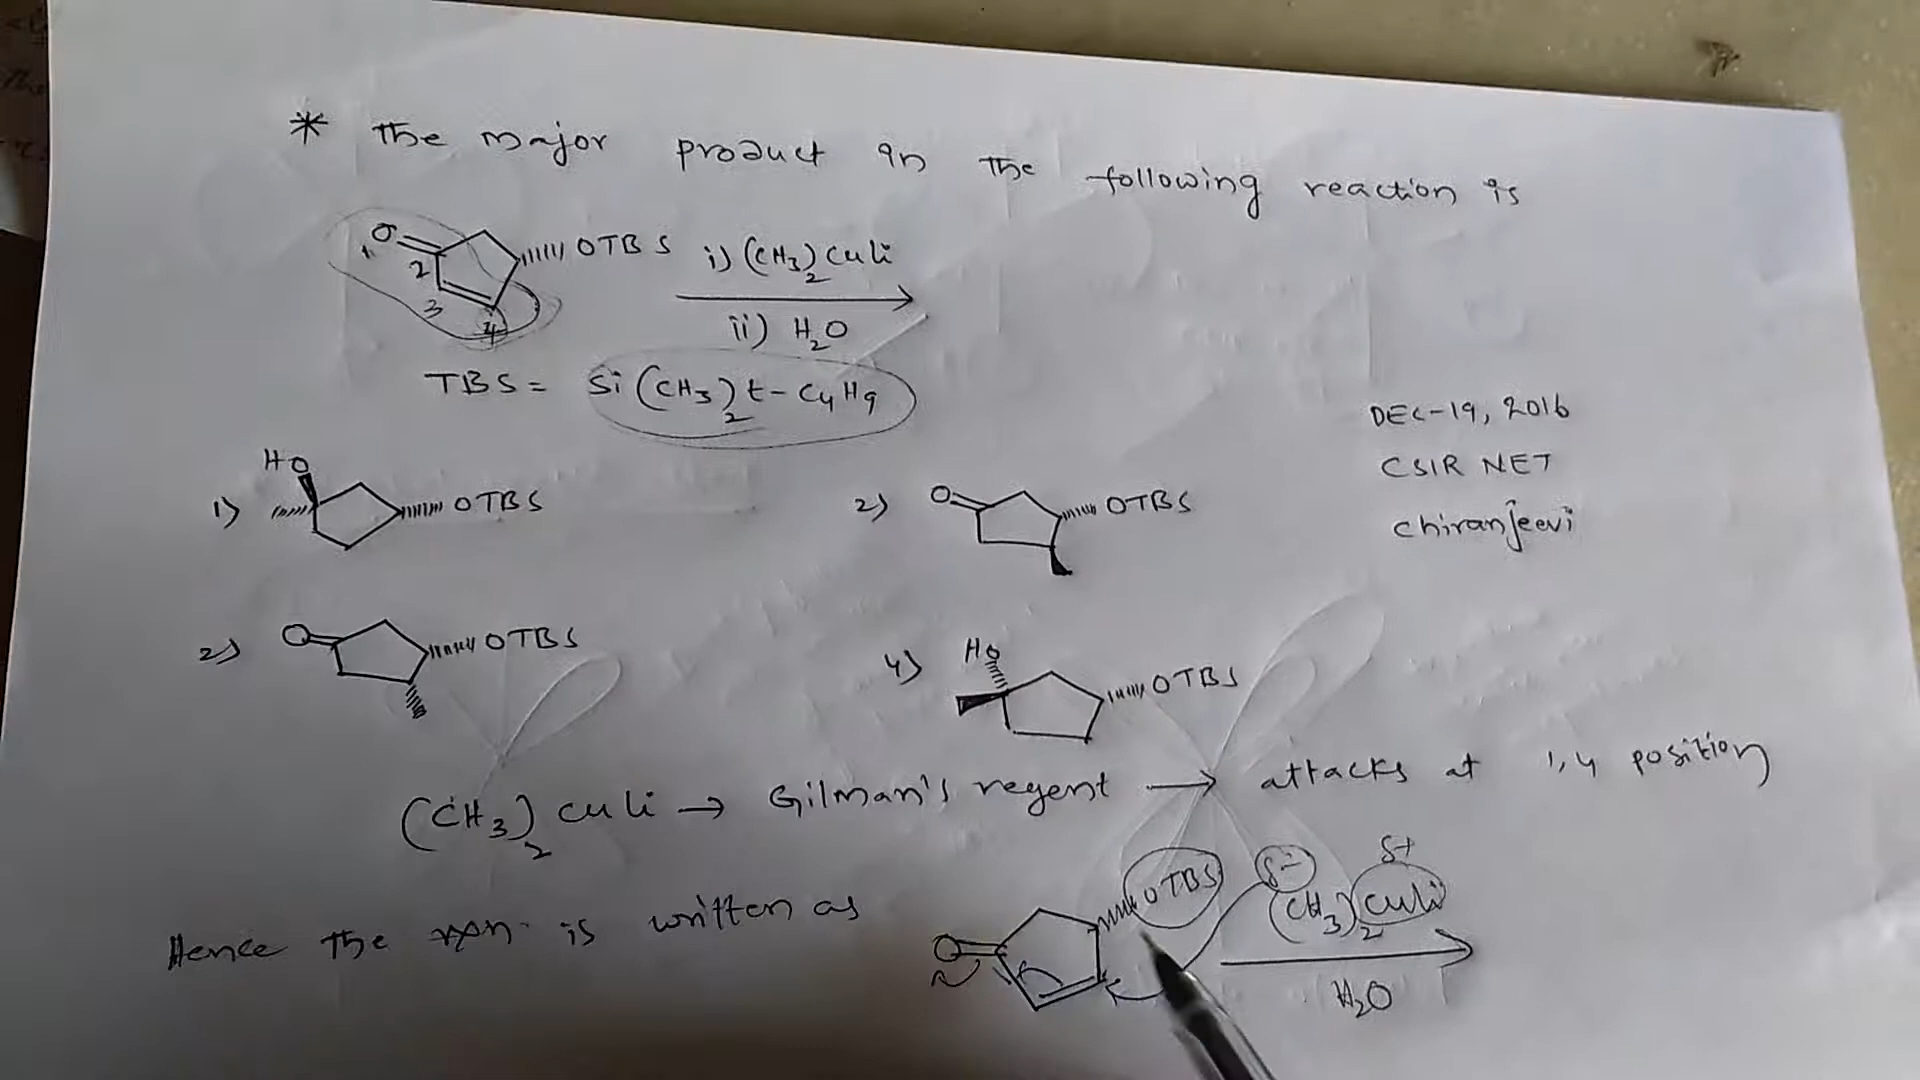 * The major product in the following reaction is
O 1 2 3 4 OTBS i) (CH3)2 CuLi
ii) H2O
TBS = Si(CH3)2 t-C4H9
DEC-19, 2016
CSIR NET
chiranjeevi
1) HO OTBS
2) O OTBS
2) O OTBS
4) HO OTBS
(CH3)2 CuLi → Gilman's regent → attacks at 1,4 position
Hence the rxn is written as
O OTBS δ- δ+ (CH3)2 CuLi
H2O